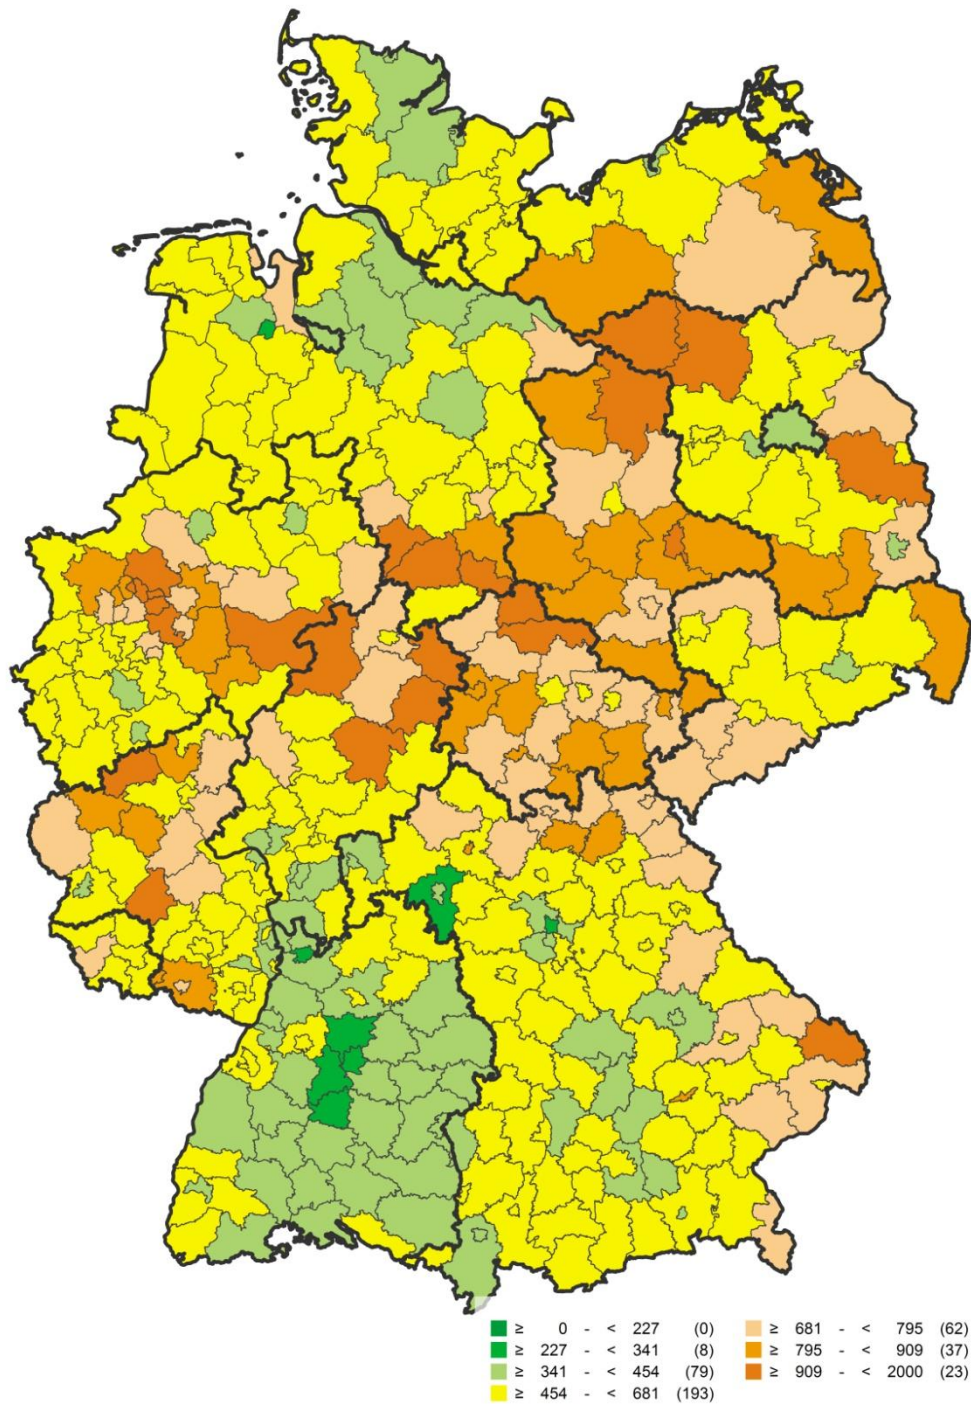 ≥ 0 - < 227 (0)
≥ 227 - < 341 (8)
≥ 341 - < 454 (79)
≥ 454 - < 681 (193)
≥ 681 - < 795 (62)
≥ 795 - < 909 (37)
≥ 909 - < 2000 (23)